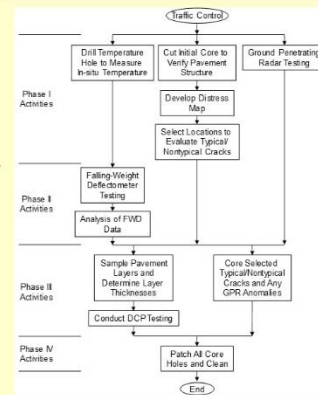 Traffic Control
Drill Temperature
Hole to Measure
In-situ Temperature
Cut Initial Core to
Verify Pavement
Structure
Ground Penetrating
Radar Testing
Phase I
Activities
Develop Distress
Map
Select Locations to
Evaluate Typical/
Nontypical Cracks
Falling-Weight
Deflectometer
Testing
Phase II
Activities
Analysis of FWD
Data
Sample Pavement
Layers and
Determine Layer
Thicknesses
Core Selected
Typical/Nontypical
Cracks and Any
GPR Anomalies
Phase III
Activities
Conduct DCP Testing
Phase IV
Activities
Patch All Core
Holes and Clean
End